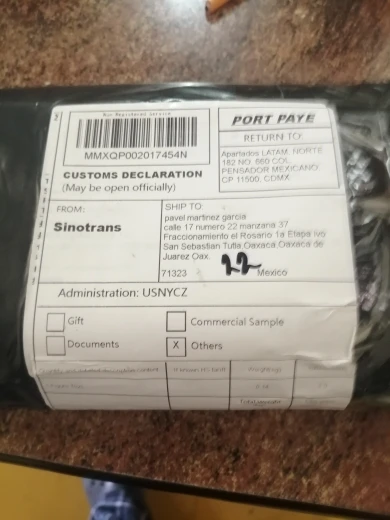 Non-Registered Service
MMXQP002017454N
PORT PAYE
RETURN TO:
Apartados LATAM. NORTE
182 NO. 660 COL.
PENSADOR MEXICANO.
CP 11500, CDMX
CUSTOMS DECLARATION
(May be open officially)
FROM:
Sinotrans
SHIP TO:
pavel martinez garcia
calle 17 numero 22 manzana 37
Fraccionamiento el Rosario 1a Etapa ivo
San Sebastian Tutla Oaxaca Oaxaca de
Juarez Oax.
71323
22
Mexico
Administration: USNYCZ
Gift
Commercial Sample
Documents
X Others
Total weight